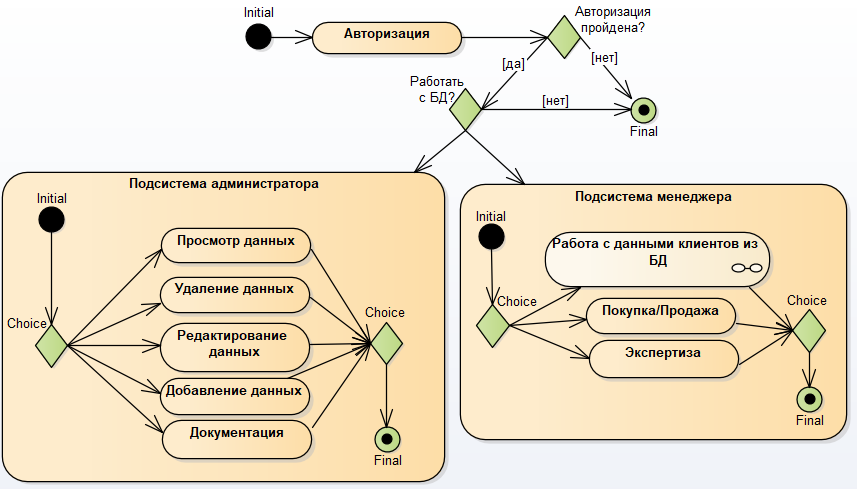 Initial
Авторизация
Авторизация
пройдена?
[да]
[нет]
Работать
с БД?
[нет]
Final
Подсистема администратора
Initial
Просмотр данных
Удаление данных
Choice
Choice
Редактирование
данных
Добавление данных
Документация
Final
Подсистема менеджера
Initial
Работа с данными клиентов из
БД
Choice
Choice
Покупка/Продажа
Экспертиза
Final